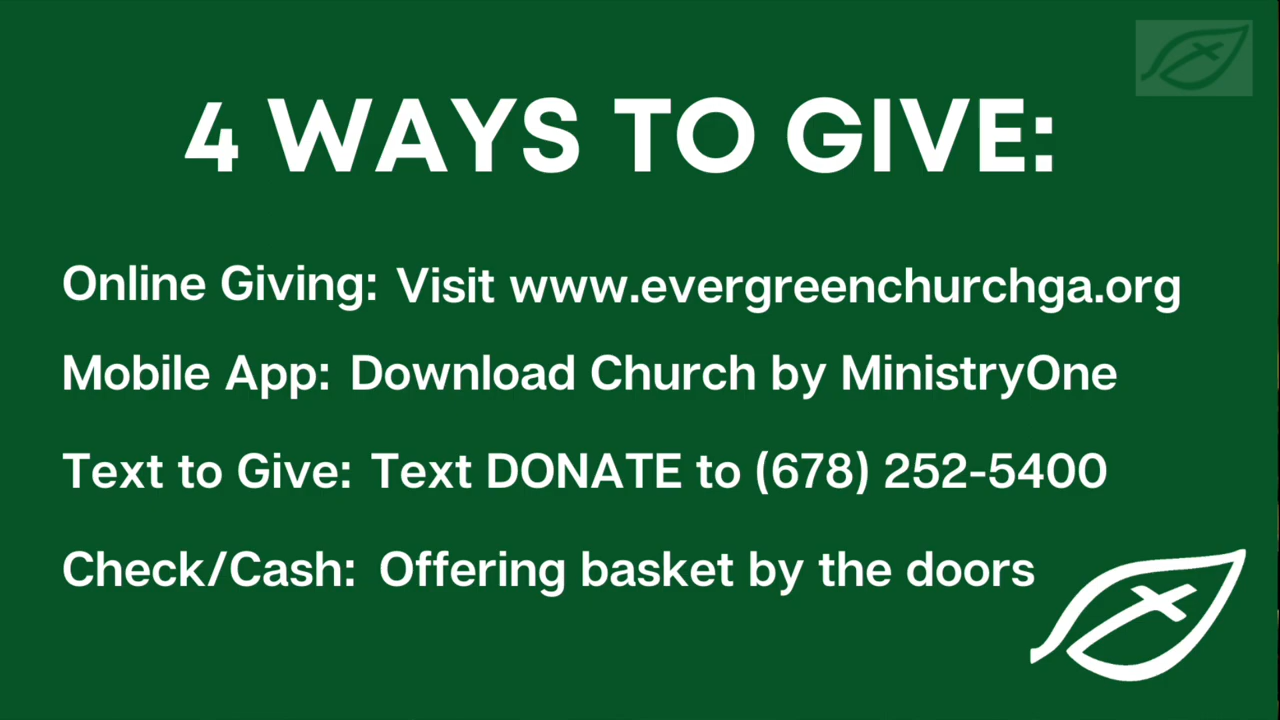 4 WAYS TO GIVE:
Online Giving: Visit www.evergreenchurchga.org
Mobile App: Download Church by MinistryOne
Text to Give: Text DONATE to (678) 252-5400
Check/Cash: Offering basket by the doors